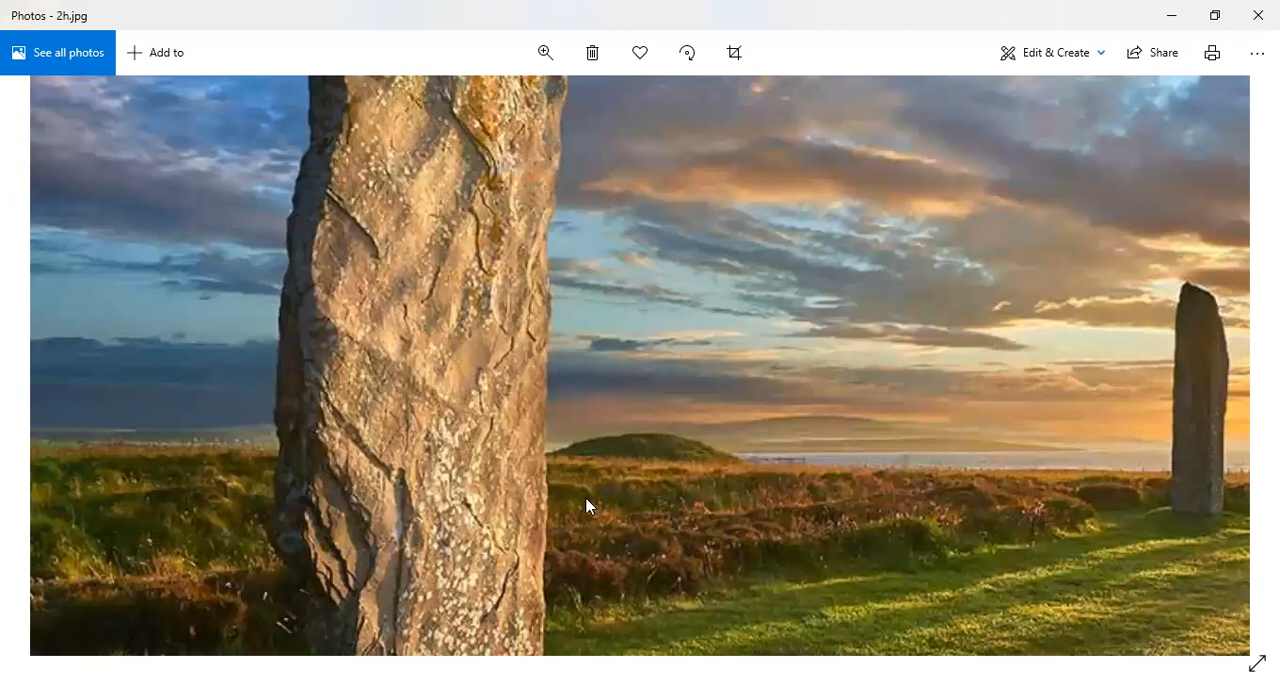 Photos - 2h.jpg
See all photos
Add to
Edit & Create
Share